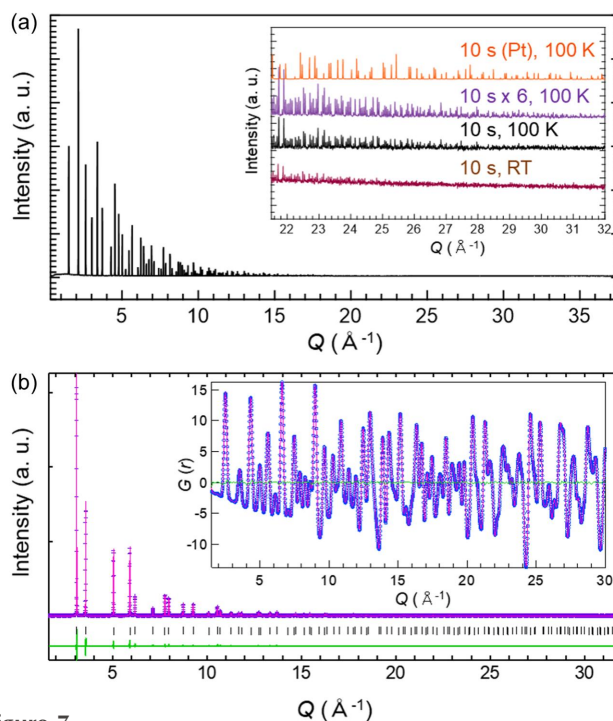 (a)
Intensity (a. u.)
Intensity (a. u.)
10 s (Pt), 100 K
10 s x 6, 100 K
10 s, 100 K
10 s, RT
22 23 24 25 26 27 28 29 30 31 32
Q (Å-1)
5 10 15 20 25 30 35
Q (Å-1)
(b)
Intensity (a. u.)
G (r)
15
10
5
0
-5
-10
5 10 15 20 25 30
Q (Å-1)
5 10 15 20 25 30
Q (Å-1)